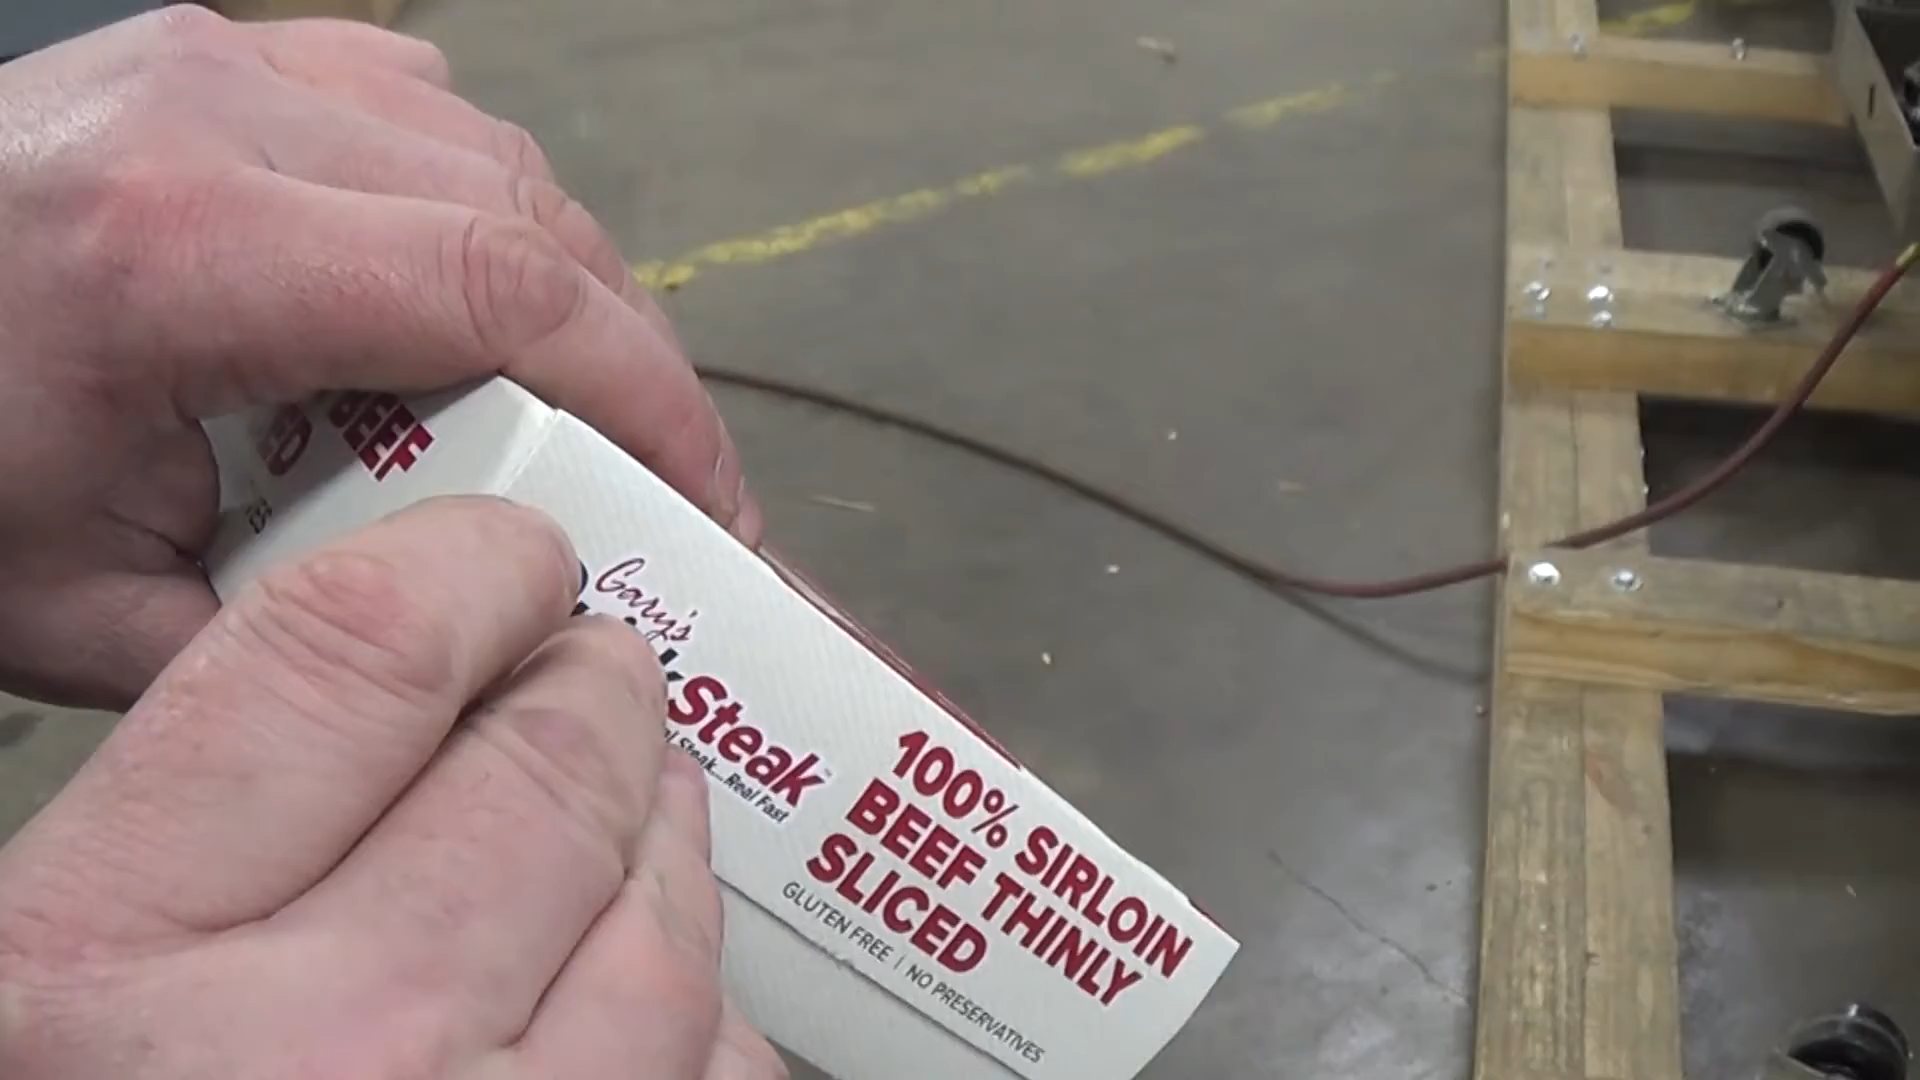 BEEF
ED
Gary's
Steak
Steak...Real Fast
100% SIRLOIN
BEEF THINLY
SLICED
GLUTEN FREE | NO PRESERVATIVES